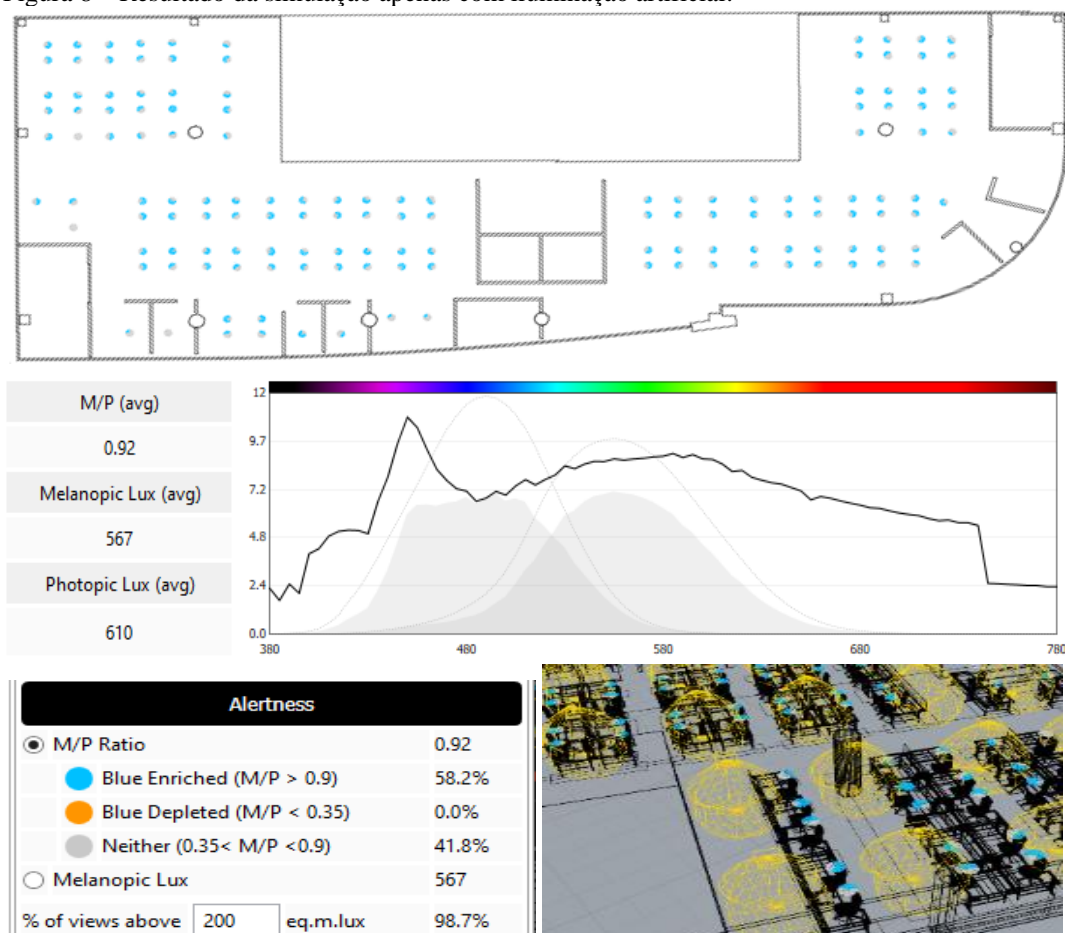 Figura 6 – Resultado da simulação apenas com iluminação artificial.
M/P (avg)
0.92
Melanopic Lux (avg)
567
Photopic Lux (avg)
610
12
9.7
7.2
4.8
2.4
0.0
380
480
580
680
780
Alertness
M/P Ratio 0.92
Blue Enriched (M/P > 0.9) 58.2%
Blue Depleted (M/P < 0.35) 0.0%
Neither (0.35< M/P <0.9) 41.8%
Melanopic Lux 567
% of views above 200 eq.m.lux 98.7%